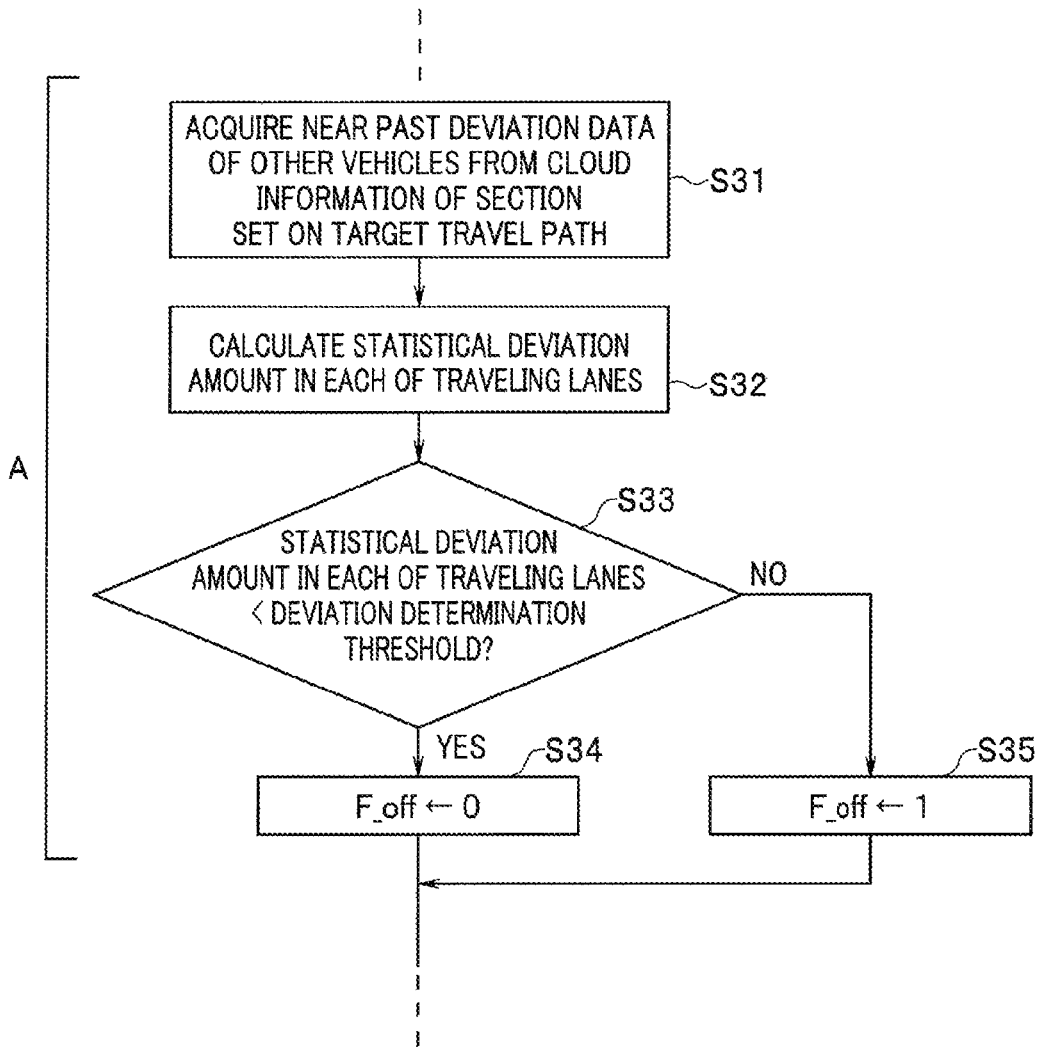 ACQUIRE NEAR PAST DEVIATION DATA
OF OTHER VEHICLES FROM CLOUD
INFORMATION OF SECTION
SET ON TARGET TRAVEL PATH
S31
CALCULATE STATISTICAL DEVIATION
AMOUNT IN EACH OF TRAVELING LANES
S32
A
S33
STATISTICAL DEVIATION
AMOUNT IN EACH OF TRAVELING LANES
< DEVIATION DETERMINATION
THRESHOLD?
NO
YES
S34
F_off ← 0
S35
F_off ← 1